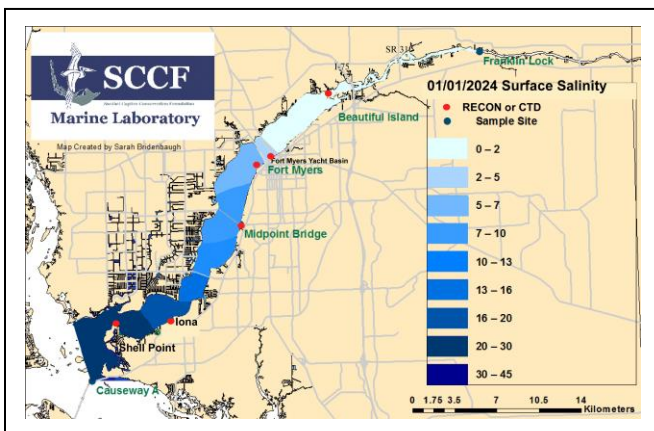 SCCF
Marine Laboratory
Map Created by Sarah Bridenbaugh
SR 31
I-75
Franklin Lock
Beautiful Island
Fort Myers Yacht Basin
Fort Myers
Midpoint Bridge
Iona
Shell Point
Causeway A
01/01/2024 Surface Salinity
RECON or CTD
Sample Site
0 – 2
2 – 5
5 – 7
7 – 10
10 – 13
13 – 16
16 – 20
20 – 30
30 – 45
0 1.75 3.5 7 10.5 14
Kilometers